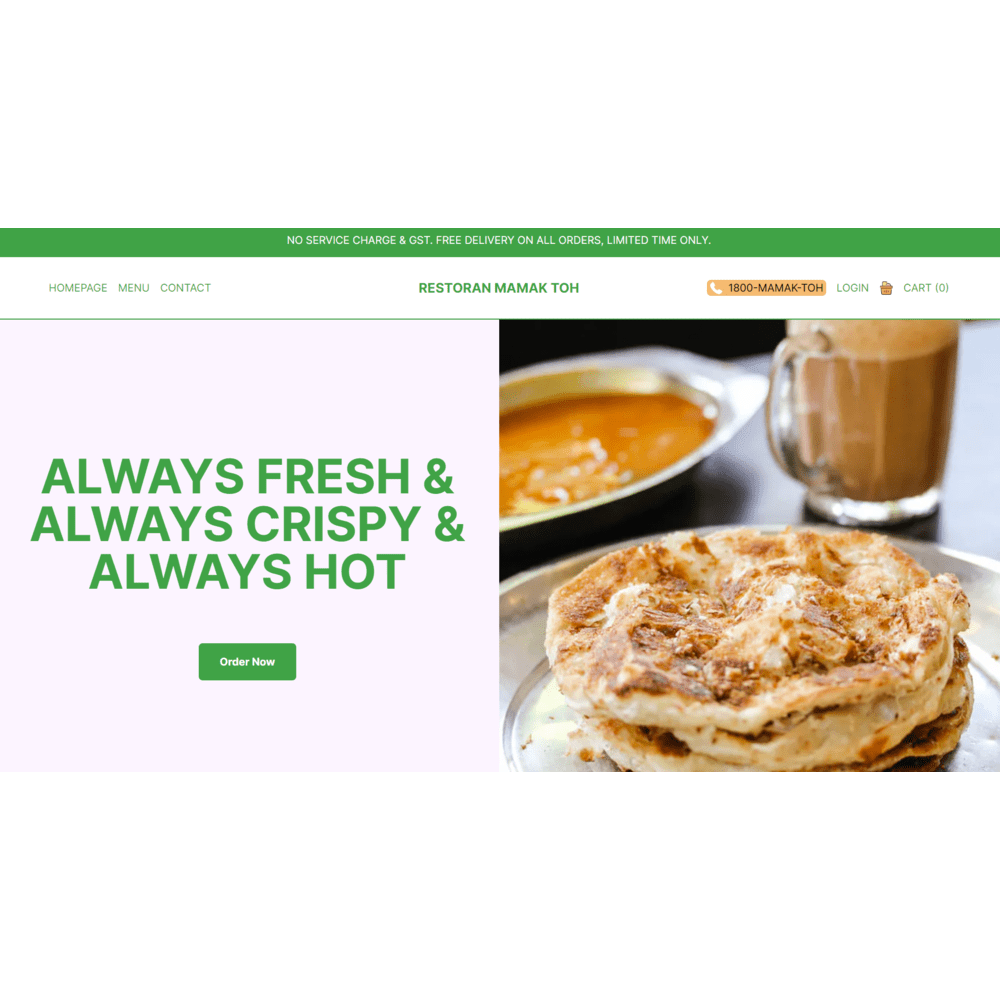 NO SERVICE CHARGE & GST. FREE DELIVERY ON ALL ORDERS, LIMITED TIME ONLY.
HOMEPAGE MENU CONTACT
RESTORAN MAMAK TOH
1800-MAMAK-TOH LOGIN CART (0)
ALWAYS FRESH &
ALWAYS CRISPY &
ALWAYS HOT
Order Now